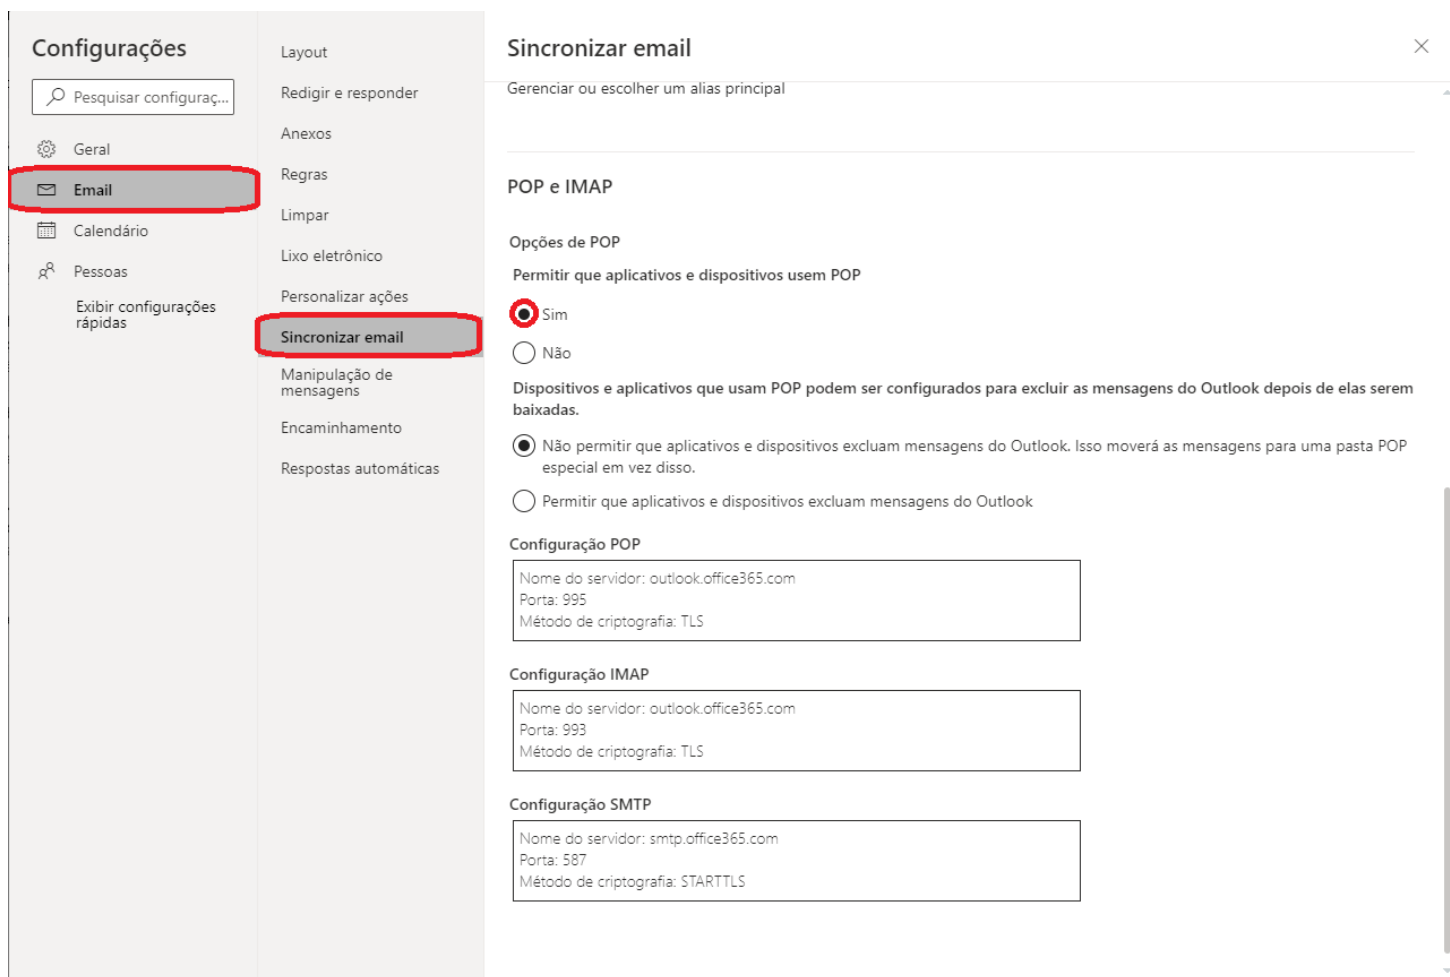 Configurações
Pesquisar configuraç...
Geral
Email
Calendário
Pessoas
Exibir configurações
rápidas
Layout
Redigir e responder
Anexos
Regras
Limpar
Lixo eletrônico
Personalizar ações
Sincronizar email
Manipulação de
mensagens
Encaminhamento
Respostas automáticas
Sincronizar email
Gerenciar ou escolher um alias principal
POP e IMAP
Opções de POP
Permitir que aplicativos e dispositivos usem POP
Sim
Não
Dispositivos e aplicativos que usam POP podem ser configurados para excluir as mensagens do Outlook depois de elas serem
baixadas.
Não permitir que aplicativos e dispositivos excluam mensagens do Outlook. Isso moverá as mensagens para uma pasta POP
especial em vez disso.
Permitir que aplicativos e dispositivos excluam mensagens do Outlook
Configuração POP
Nome do servidor: outlook.office365.com
Porta: 995
Método de criptografia: TLS
Configuração IMAP
Nome do servidor: outlook.office365.com
Porta: 993
Método de criptografia: TLS
Configuração SMTP
Nome do servidor: smtp.office365.com
Porta: 587
Método de criptografia: STARTTLS